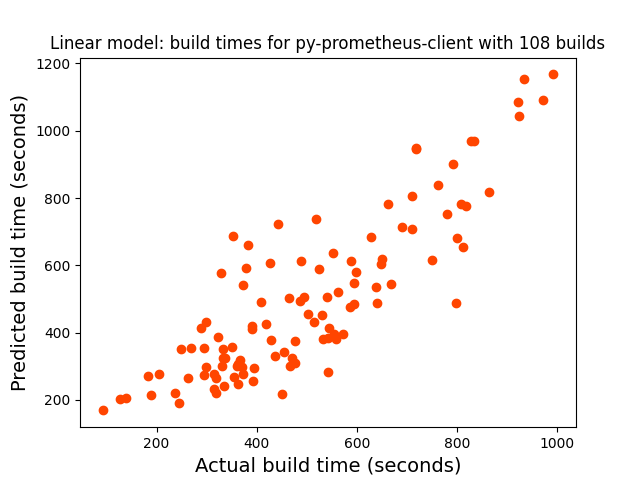 Linear model: build times for py-prometheus-client with 108 builds
1200
1000
800
600
400
200
Predicted build time (seconds)
200 400 600 800 1000
Actual build time (seconds)